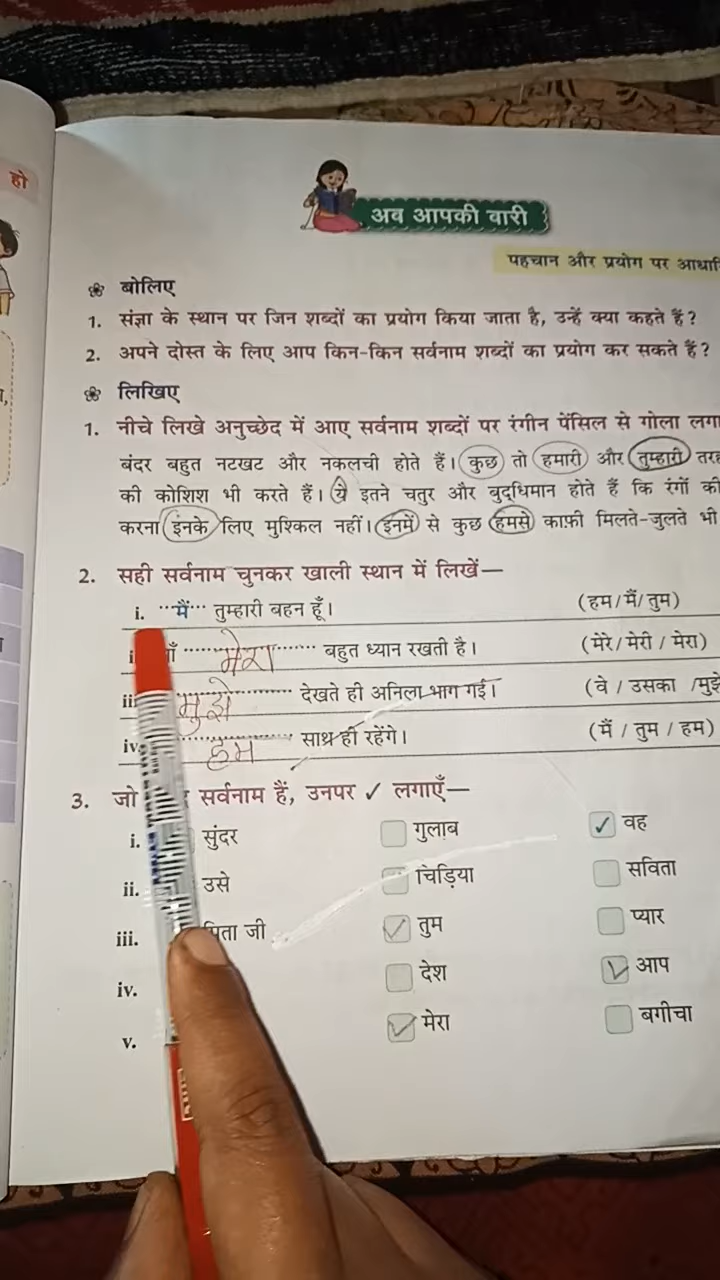 हो
अब आपकी बारी
पहचान और प्रयोग पर आधारि
बोलिए
1. संज्ञा के स्थान पर जिन शब्दों का प्रयोग किया जाता है, उन्हें क्या कहते हैं?
2. अपने दोस्त के लिए आप किन-किन सर्वनाम शब्दों का प्रयोग कर सकते हैं?
लिखिए
1. नीचे लिखे अनुच्छेद में आए सर्वनाम शब्दों पर रंगीन पेंसिल से गोला लगा
बंदर बहुत नटखट और नकलची होते हैं। कुछ तो हमारी और तुम्हारी तरह
की कोशिश भी करते हैं। ये इतने चतुर और बुद्धिमान होते हैं कि रंगों की
करना इनके लिए मुश्किल नहीं। इनमें से कुछ हमसे काफ़ी मिलते-जुलते भी
2. सही सर्वनाम चुनकर खाली स्थान में लिखें—
i. ...मैं... तुम्हारी बहन हूँ। (हम/मैं/तुम)
मेरा बहुत ध्यान रखती है। (मेरे/मेरी/मेरा)
मुझे देखते ही अनिला भाग गई। (वे / उसका /मुझे
iv. हम साथ ही रहेंगे। (मैं / तुम / हम)
3. जो सर्वनाम हैं, उनपर ✓ लगाएँ—
i. सुंदर गुलाब ✓ वह
ii. उसे चिड़िया सविता
iii. पिता जी ✓ तुम प्यार
iv. देश ✓ आप
v. ✓ मेरा बगीचा